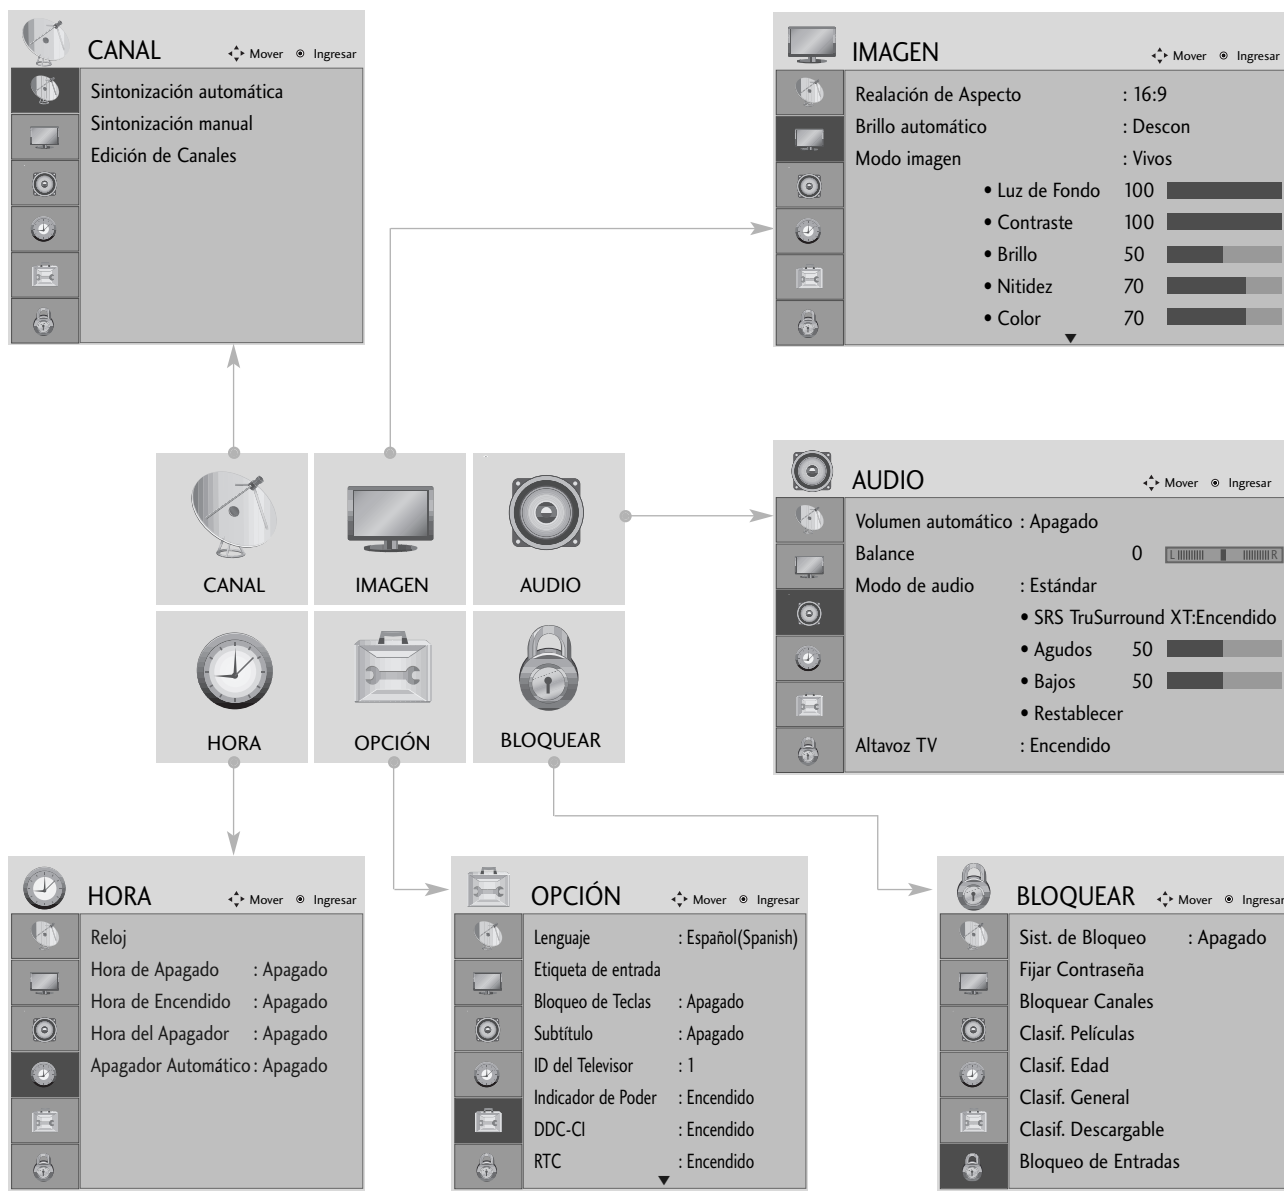 CANAL Mover Ingresar
Sintonización automática
Sintonización manual
Edición de Canales
IMAGEN Mover Ingresar
Realación de Aspecto : 16:9
Brillo automático : Descon
Modo imagen : Vivos
• Luz de Fondo 100
• Contraste 100
• Brillo 50
• Nitidez 70
• Color 70
CANAL
IMAGEN
AUDIO
HORA
OPCIÓN
BLOQUEAR
AUDIO Mover Ingresar
Volumen automático : Apagado
Balance 0 L R
Modo de audio : Estándar
• SRS TruSurround XT:Encendido
• Agudos 50
• Bajos 50
• Restablecer
Altavoz TV : Encendido
HORA Mover Ingresar
Reloj
Hora de Apagado : Apagado
Hora de Encendido : Apagado
Hora del Apagador : Apagado
Apagador Automático : Apagado
OPCIÓN Mover Ingresar
Lenguaje : Español(Spanish)
Etiqueta de entrada
Bloqueo de Teclas : Apagado
Subtítulo : Apagado
ID del Televisor : 1
Indicador de Poder : Encendido
DDC-CI : Encendido
RTC : Encendido
BLOQUEAR Mover Ingresar
Sist. de Bloqueo : Apagado
Fijar Contraseña
Bloquear Canales
Clasif. Películas
Clasif. Edad
Clasif. General
Clasif. Descargable
Bloqueo de Entradas